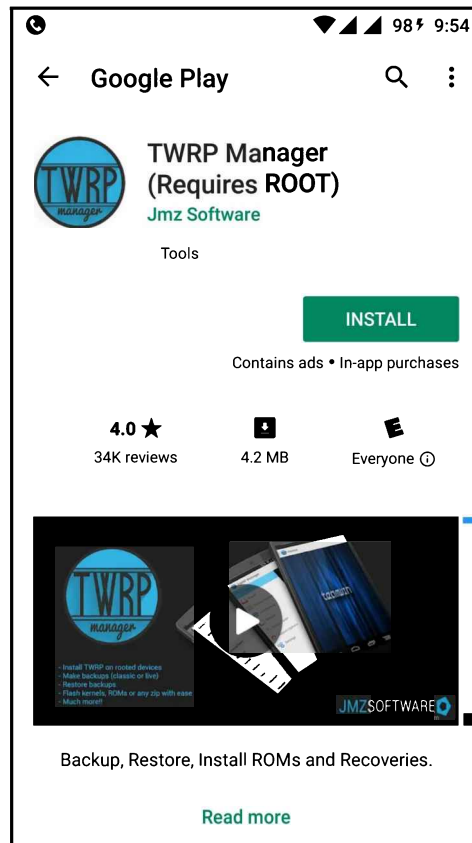 98 9:54
Google Play
TWRP
manager
TWRP Manager
(Requires ROOT)
Jmz Software
Tools
INSTALL
Contains ads • In-app purchases
4.0 ★
34K reviews
4.2 MB
E
Everyone
TWRP
manager
teamwin
- Install TWRP on rooted devices
- Make backups (classic or live)
- Restore backups
- Flash kernels, ROMs or any zip with ease
- Much more!!
JMZSOFTWARE
Backup, Restore, Install ROMs and Recoveries.
Read more